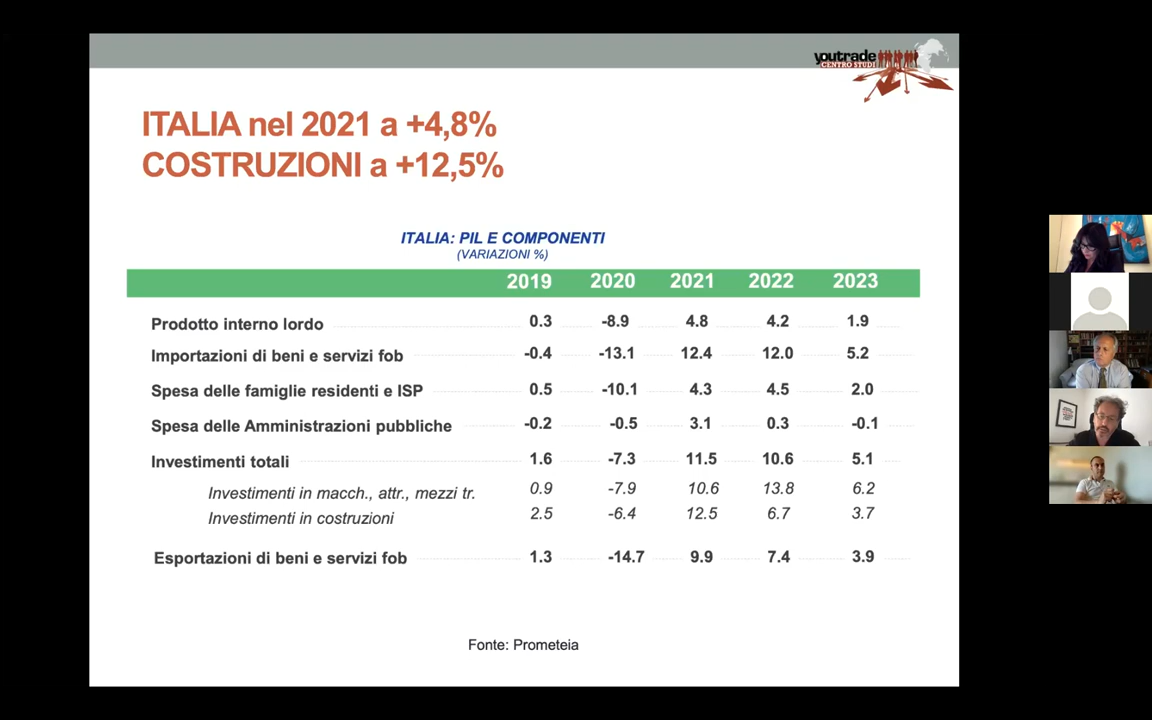 youtrade
CENTRO STUDI
ITALIA nel 2021 a +4,8%
COSTRUZIONI a +12,5%
ITALIA: PIL E COMPONENTI
(VARIAZIONI %)
2019 2020 2021 2022 2023
Prodotto interno lordo 0.3 -8.9 4.8 4.2 1.9
Importazioni di beni e servizi fob -0.4 -13.1 12.4 12.0 5.2
Spesa delle famiglie residenti e ISP 0.5 -10.1 4.3 4.5 2.0
Spesa delle Amministrazioni pubbliche -0.2 -0.5 3.1 0.3 -0.1
Investimenti totali 1.6 -7.3 11.5 10.6 5.1
Investimenti in macch., attr., mezzi tr. 0.9 -7.9 10.6 13.8 6.2
Investimenti in costruzioni 2.5 -6.4 12.5 6.7 3.7
Esportazioni di beni e servizi fob 1.3 -14.7 9.9 7.4 3.9
Fonte: Prometeia